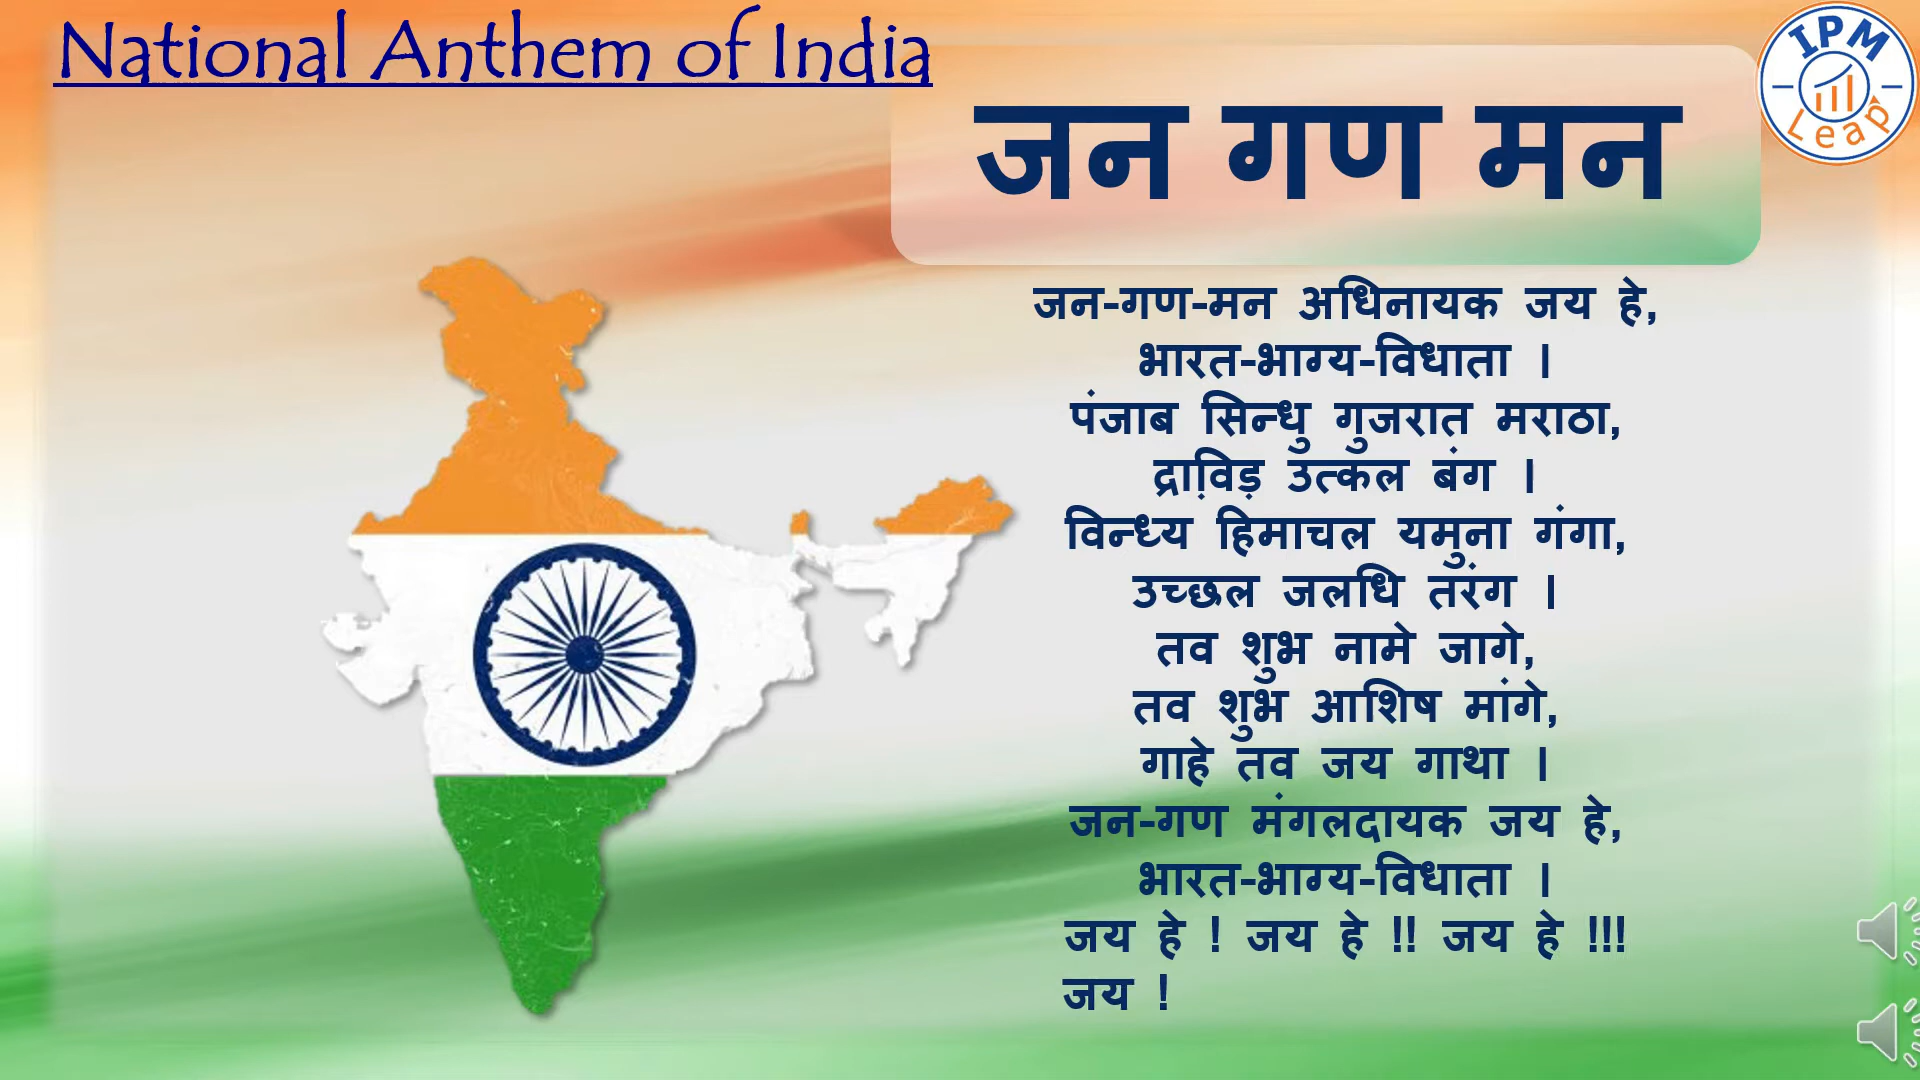 National Anthem of India
IPM
Leap
जन गण मन
जन-गण-मन अधिनायक जय हे,
भारत-भाग्य-विधाता ।
पंजाब सिन्धु गुजरात मराठा,
द्राव़िड़ उत्कल बंग ।
विन्ध्य हिमाचल यमुना गंगा,
उच्छल जलधि तरंग ।
तव शुभ नामे जागे,
तव शुभ आशिष मांगे,
गाहे तव जय गाथा ।
जन-गण मंगलदायक जय हे,
भारत-भाग्य-विधाता ।
जय हे ! जय हे !! जय हे !!!
जय !